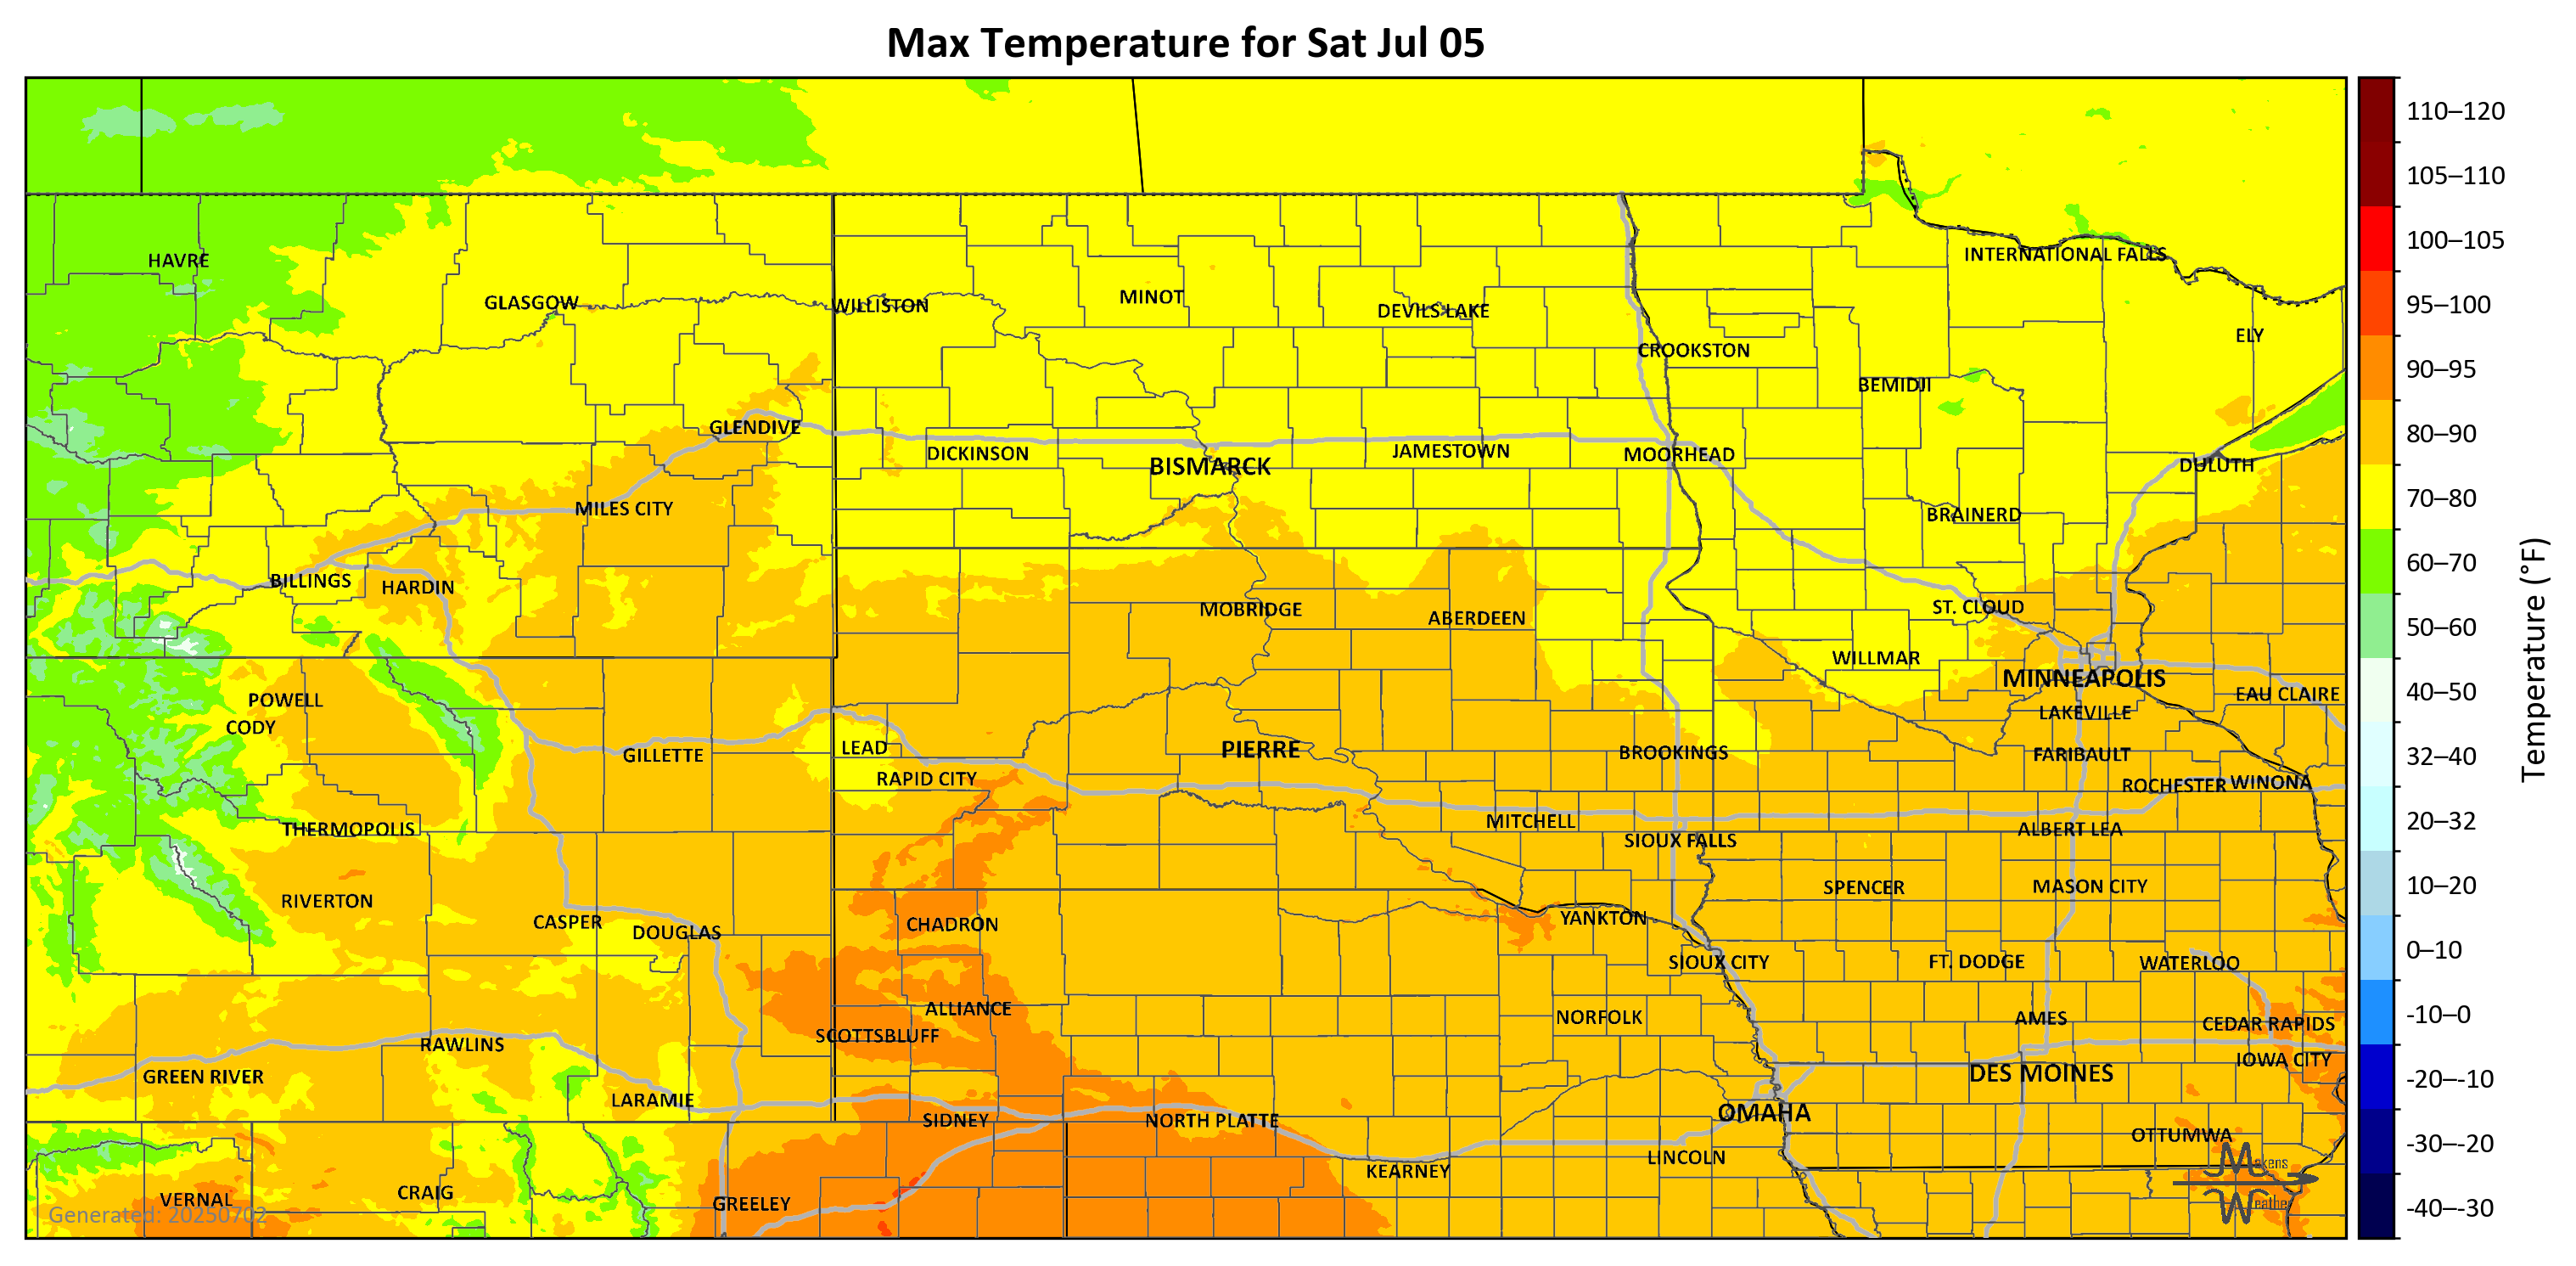 Max Temperature for Sat Jul 05
110–120
105–110
100–105
95–100
90–95
80–90
70–80
60–70
50–60
40–50
32–40
20–32
10–20
0–10
-10–0
-20–-10
-30–-20
-40–-30
Temperature (°F)
HAVRE
INTERNATIONAL FALLS
GLASGOW
WILLISTON
MINOT
DEVILS LAKE
ELY
CROOKSTON
BEMIDJI
GLENDIVE
DICKINSON
BISMARCK
JAMESTOWN
MOORHEAD
DULUTH
MILES CITY
BRAINERD
BILLINGS
HARDIN
MOBRIDGE
ABERDEEN
ST. CLOUD
WILLMAR
MINNEAPOLIS
EAU CLAIRE
POWELL
CODY
LAKEVILLE
GILLETTE
LEAD
PIERRE
BROOKINGS
FARIBAULT
RAPID CITY
ROCHESTER
WINONA
THERMOPOLIS
MITCHELL
SIOUX FALLS
ALBERT LEA
RIVERTON
SPENCER
MASON CITY
CASPER
DOUGLAS
CHADRON
YANKTON
SIOUX CITY
FT. DODGE
WATERLOO
ALLIANCE
NORFOLK
AMES
CEDAR RAPIDS
SCOTTSBLUFF
RAWLINS
IOWA CITY
GREEN RIVER
DES MOINES
LARAMIE
SIDNEY
NORTH PLATTE
OMAHA
OTTUMWA
KEARNEY
LINCOLN
VERNAL
CRAIG
GREELEY
Generated: 20250702
Makens
Weather